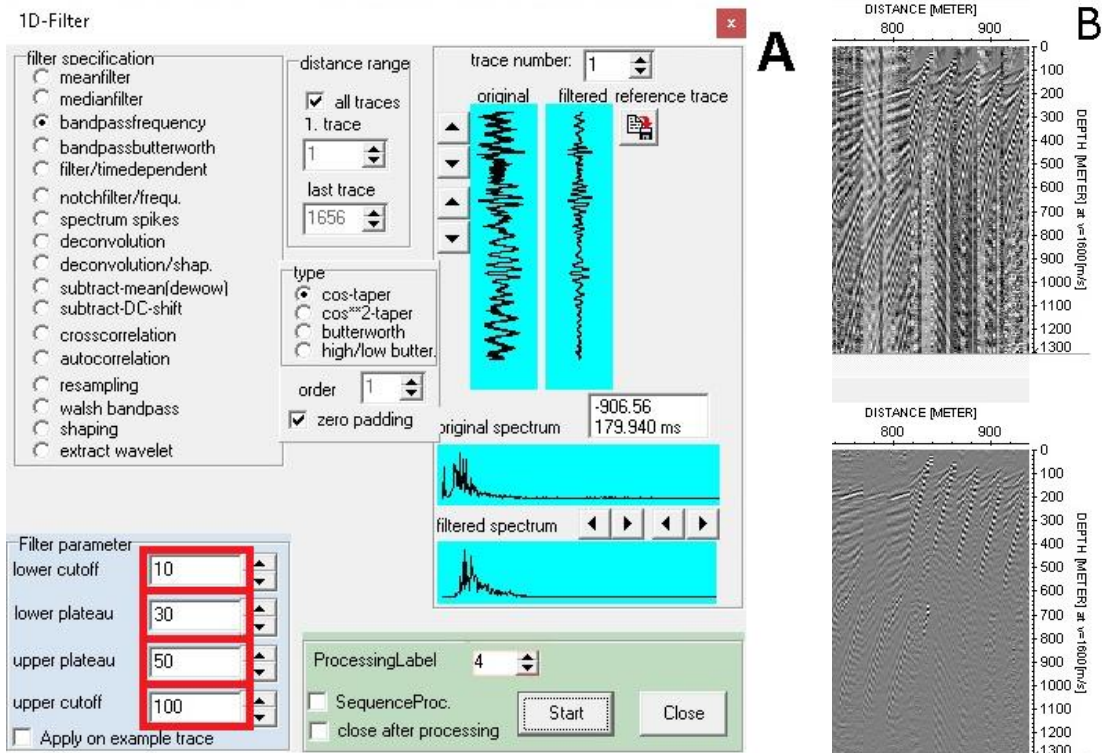 1D-Filter
x
A
filter specification
meanfilter
medianfilter
bandpassfrequency
bandpassbutterworth
filter/timedependent
notchfilter/frequ.
spectrum spikes
deconvolution
deconvolution/shap.
subtract-mean(dewow)
subtract-DC-shift
crosscorrelation
autocorrelation
resampling
walsh bandpass
shaping
extract wavelet
distance range
all traces
1. trace
1
last trace
1656
type
cos-taper
cos**2-taper
butterworth
high/low butter.
order 1
zero padding
trace number: 1
original filtered reference trace
-906.56
179.940 ms
original spectrum
filtered spectrum
Filter parameter
lower cutoff 10
lower plateau 30
upper plateau 50
upper cutoff 100
Apply on example trace
ProcessingLabel 4
SequenceProc.
close after processing
Start
Close
B
DISTANCE [METER]
800 900
0
100
200
300
400
500
600
700
800
900
1000
1100
1200
1300
DEPTH [METER] at v=1600[m/s]
DISTANCE [METER]
800 900
0
100
200
300
400
500
600
700
800
900
1000
1100
1200
1300
DEPTH [METER] at v=1600[m/s]